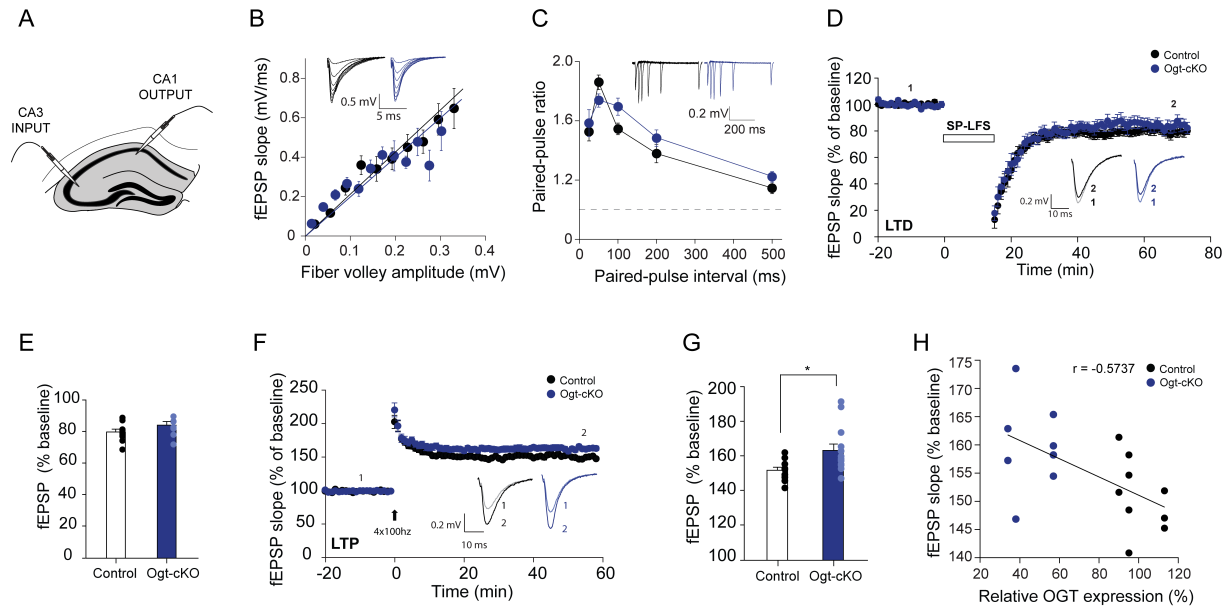 A
CA1
OUTPUT
CA3
INPUT
B
fEPSP slope (mV/ms)
0.8
0.6
0.4
0.2
0
0.5 mV
5 ms
0
0.1
0.2
0.3
0.4
Fiber volley amplitude (mV)
C
Paired-pulse ratio
2.0
1.6
1.2
0
0.2 mV
200 ms
0
100
200
300
400
500
Paired-pulse interval (ms)
D
Control
Ogt-cKO
fEPSP slope (% of baseline)
120
100
80
60
40
20
0
1
2
SP-LFS
0.2 mV
10 ms
2
1
2
1
LTD
-20
0
20
40
60
80
Time (min)
E
fEPSP (% baseline)
100
80
60
40
20
0
Control
Ogt-cKO
F
Control
Ogt-cKO
fEPSP slope (% of baseline)
250
200
150
100
50
0
1
2
4x100hz
0.2 mV
10 ms
1
2
1
2
LTP
-20
0
20
40
60
Time (min)
G
fEPSP (% baseline)
200
180
160
140
120
100
*
Control
Ogt-cKO
H
r = -0.5737
Control
Ogt-cKO
fEPSP slope (% of baseline)
175
170
165
160
155
150
145
140
20
40
60
80
100
120
Relative OGT expression (%)